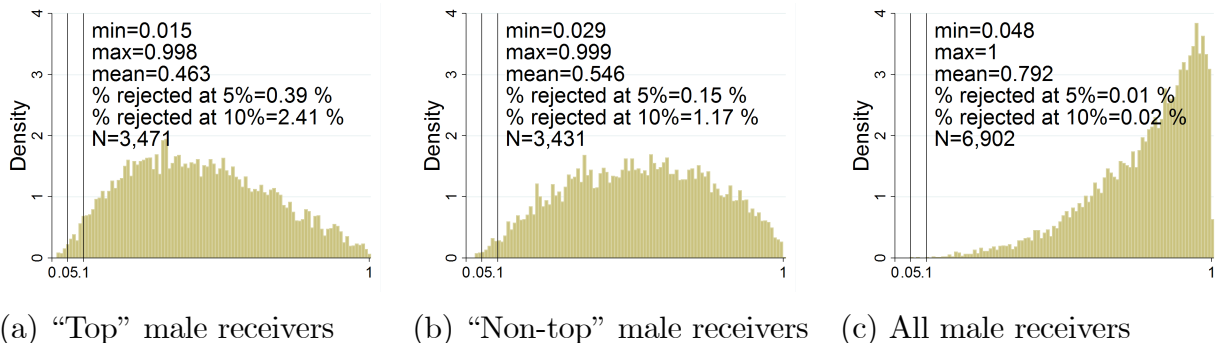 4
3
2
1
0
Density
min=0.015
max=0.998
mean=0.463
% rejected at 5%=0.39 %
% rejected at 10%=2.41 %
N=3,471
0.05.1
1
(a) “Top” male receivers
4
3
2
1
0
Density
min=0.029
max=0.999
mean=0.546
% rejected at 5%=0.15 %
% rejected at 10%=1.17 %
N=3,431
0.05.1
1
(b) “Non-top” male receivers
4
3
2
1
0
Density
min=0.048
max=1
mean=0.792
% rejected at 5%=0.01 %
% rejected at 10%=0.02 %
N=6,902
0.05.1
1
(c) All male receivers